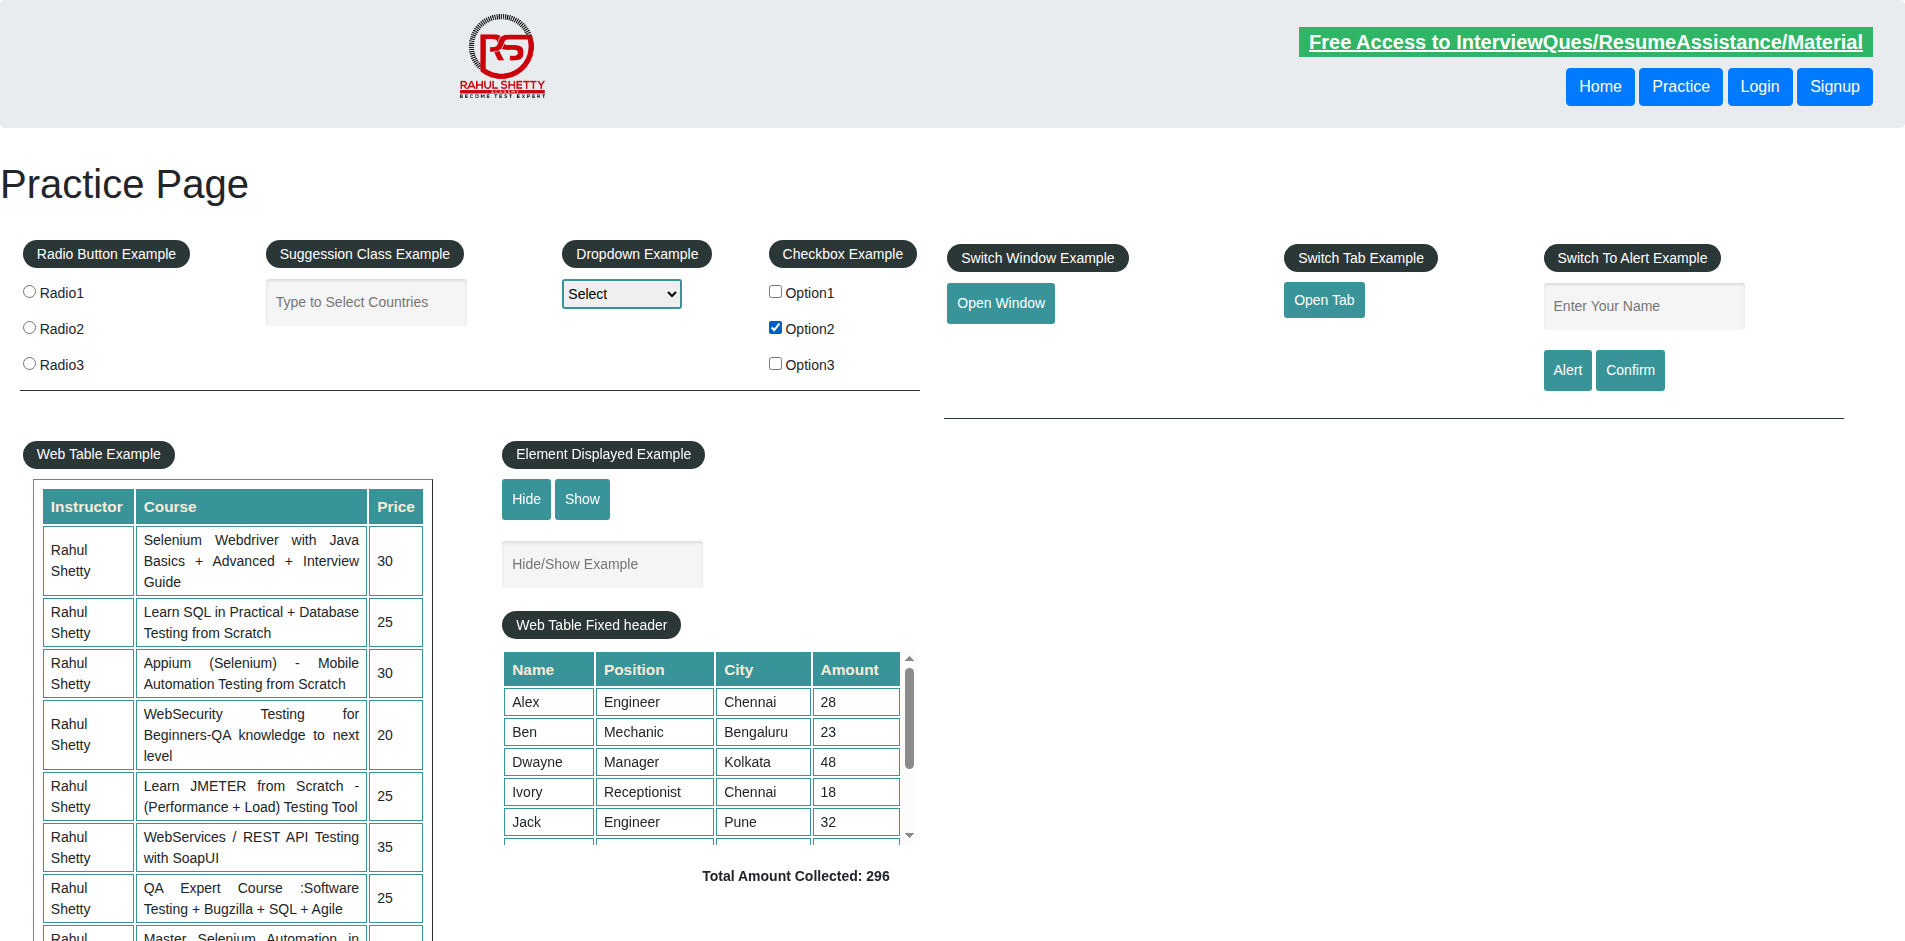 RAHUL SHETTY
ACADEMY
BECOME TEST EXPERT
Free Access to InterviewQues/ResumeAssistance/Material
Home Practice Login Signup
Practice Page
Radio Button Example
Radio1
Radio2
Radio3
Suggession Class Example
Type to Select Countries
Dropdown Example
Select
Checkbox Example
Option1
Option2
Option3
Switch Window Example
Open Window
Switch Tab Example
Open Tab
Switch To Alert Example
Enter Your Name
Alert Confirm
Web Table Example
Instructor Course Price
Rahul Shetty Selenium Webdriver with Java Basics + Advanced + Interview Guide 30
Rahul Shetty Learn SQL in Practical + Database Testing from Scratch 25
Rahul Shetty Appium (Selenium) - Mobile Automation Testing from Scratch 30
Rahul Shetty WebSecurity Testing for Beginners-QA knowledge to next level 20
Rahul Shetty Learn JMETER from Scratch - (Performance + Load) Testing Tool 25
Rahul Shetty WebServices / REST API Testing with SoapUI 35
Rahul Shetty QA Expert Course :Software Testing + Bugzilla + SQL + Agile 25
Rahul Master Selenium Automation in
Element Displayed Example
Hide Show
Hide/Show Example
Web Table Fixed header
Name Position City Amount
Alex Engineer Chennai 28
Ben Mechanic Bengaluru 23
Dwayne Manager Kolkata 48
Ivory Receptionist Chennai 18
Jack Engineer Pune 32
Total Amount Collected: 296